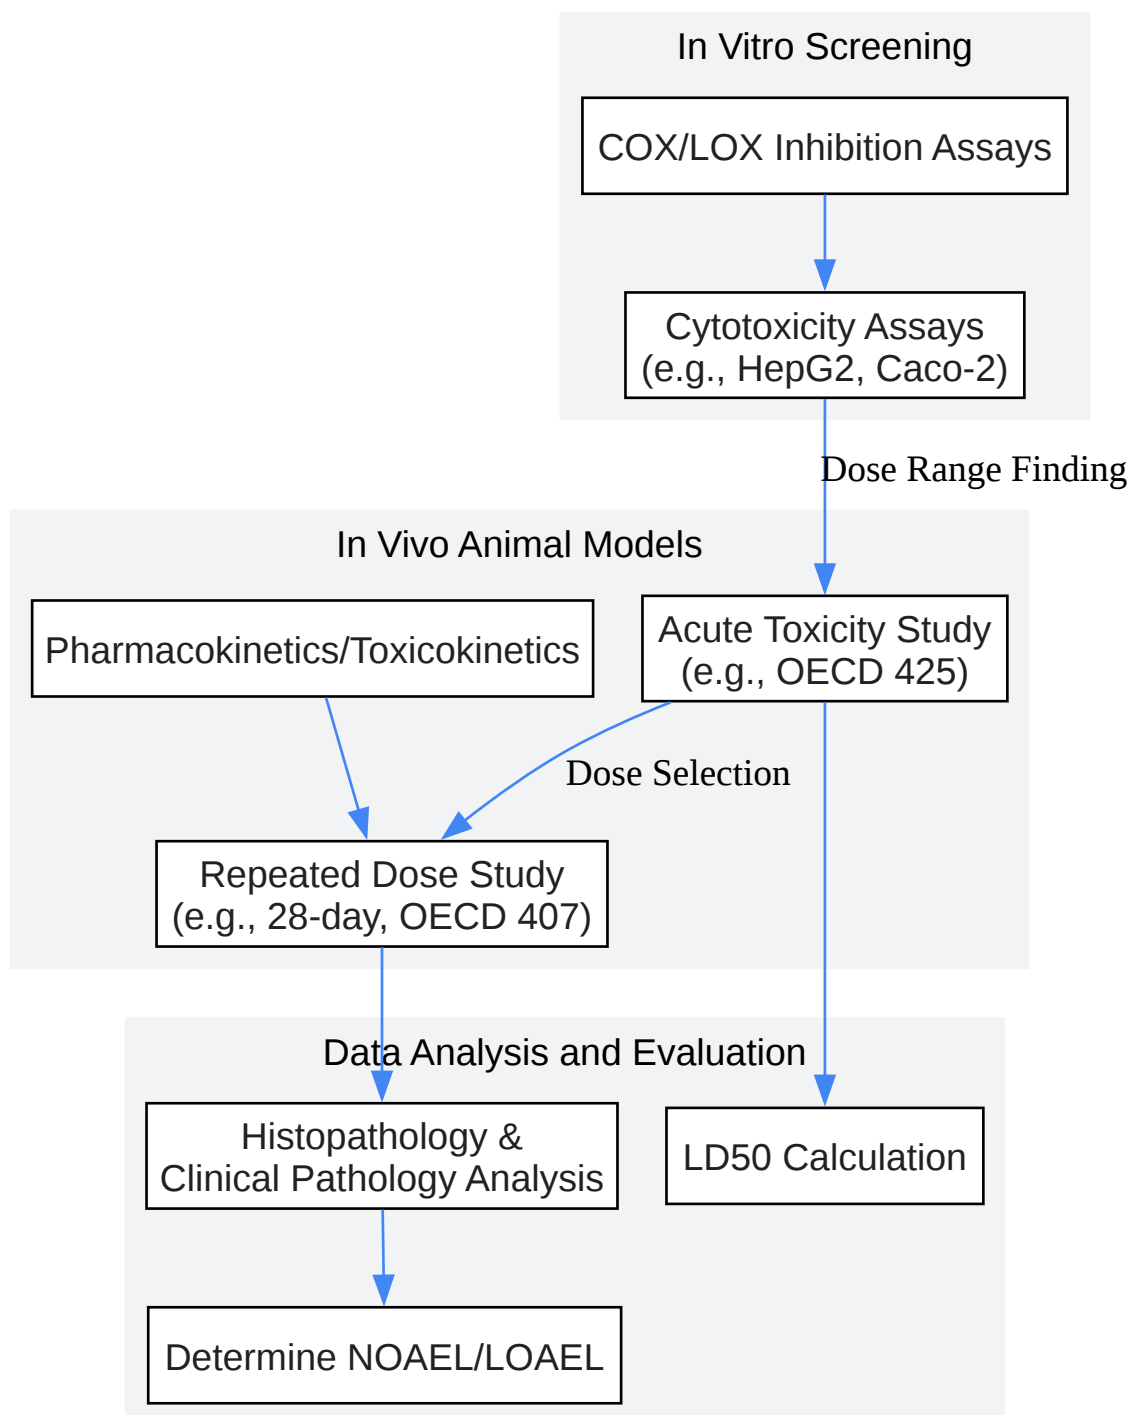 In Vitro Screening
COX/LOX Inhibition Assays
Cytotoxicity Assays
(e.g., HepG2, Caco-2)
Dose Range Finding
In Vivo Animal Models
Pharmacokinetics/Toxicokinetics
Acute Toxicity Study
(e.g., OECD 425)
Dose Selection
Repeated Dose Study
(e.g., 28-day, OECD 407)
Data Analysis and Evaluation
Histopathology &
Clinical Pathology Analysis
LD50 Calculation
Determine NOAEL/LOAEL